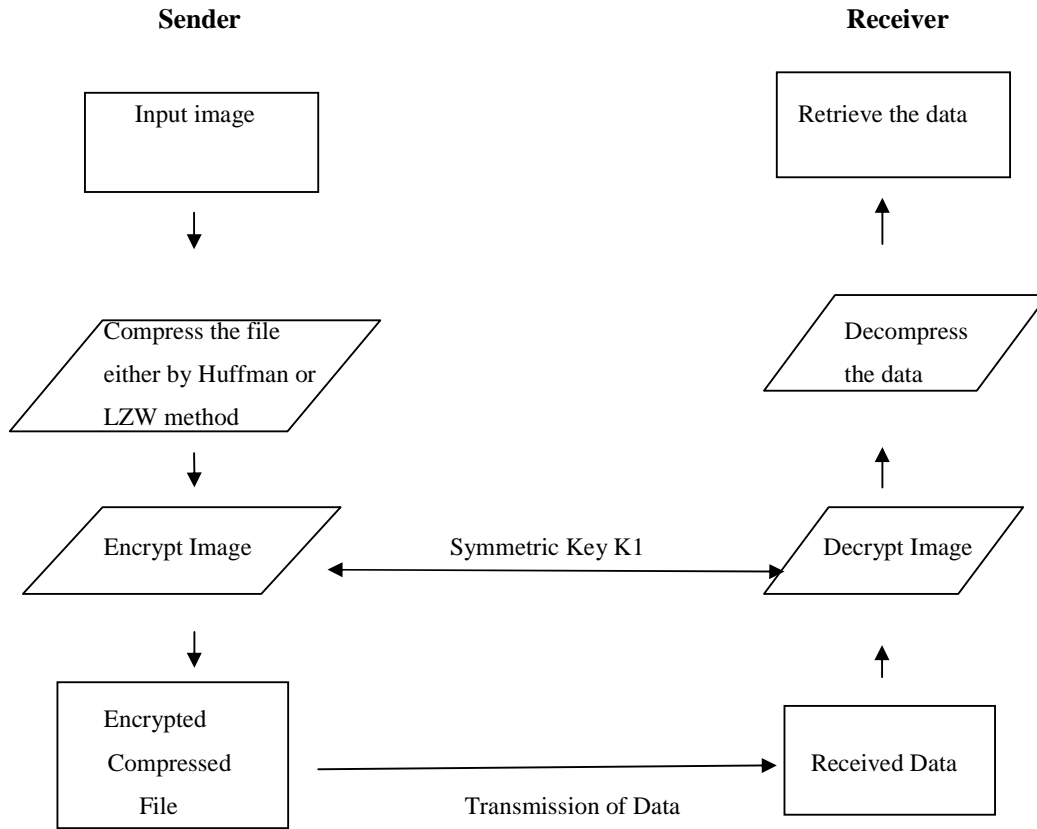 Sender
Receiver
Input image
Retrieve the data
Compress the file
either by Huffman or
LZW method
Decompress
the data
Encrypt Image
Symmetric Key K1
Decrypt Image
Encrypted
Compressed
File
Received Data
Transmission of Data